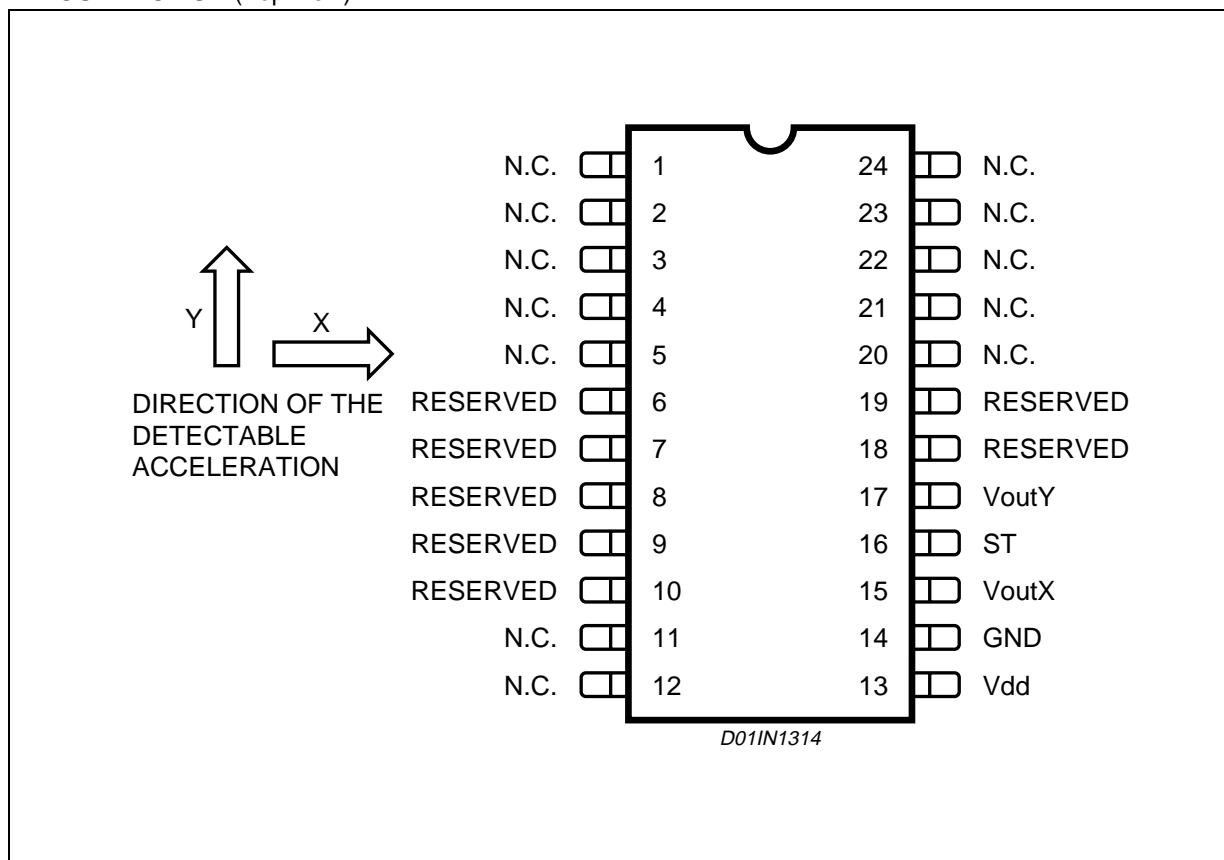 N.C. 1 24 N.C.
N.C. 2 23 N.C.
N.C. 3 22 N.C.
N.C. 4 21 N.C.
N.C. 5 20 N.C.
RESERVED 6 19 RESERVED
RESERVED 7 18 RESERVED
RESERVED 8 17 VoutY
RESERVED 9 16 ST
RESERVED 10 15 VoutX
N.C. 11 14 GND
N.C. 12 13 Vdd
Y
X
DIRECTION OF THE
DETECTABLE
ACCELERATION
D01IN1314